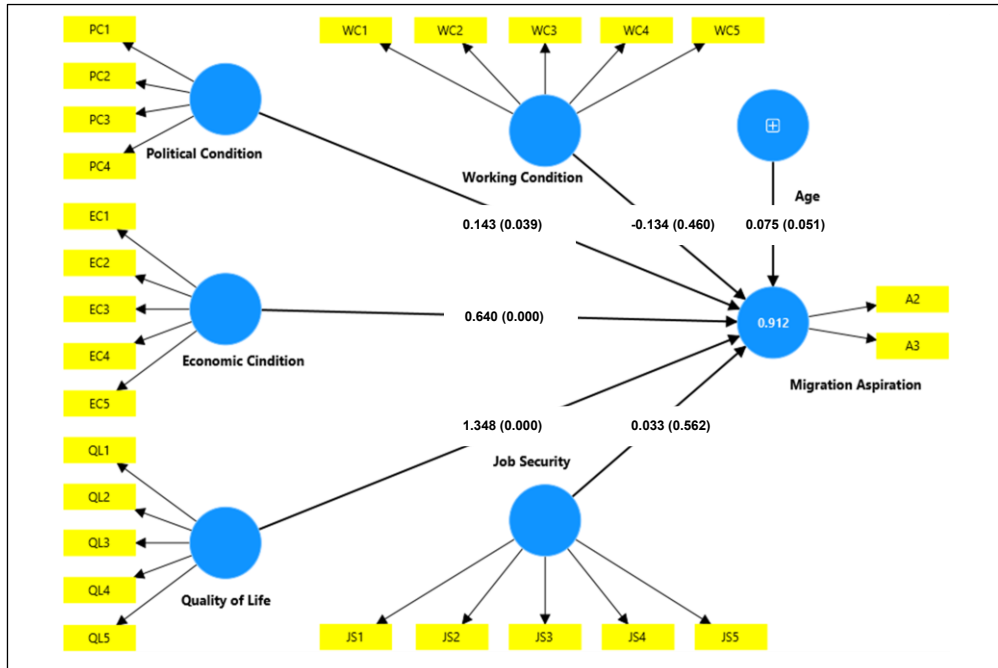 PC1
PC2
PC3
PC4
Political Condition
WC1 WC2 WC3 WC4 WC5
Working Condition
Age
0.143 (0.039) -0.134 (0.460) 0.075 (0.051)
EC1
EC2
EC3
EC4
EC5
Economic Cindition
0.640 (0.000)
0.912
A2
A3
Migration Aspiration
1.348 (0.000) 0.033 (0.562)
Job Security
QL1
QL2
QL3
QL4
QL5
Quality of Life
JS1 JS2 JS3 JS4 JS5